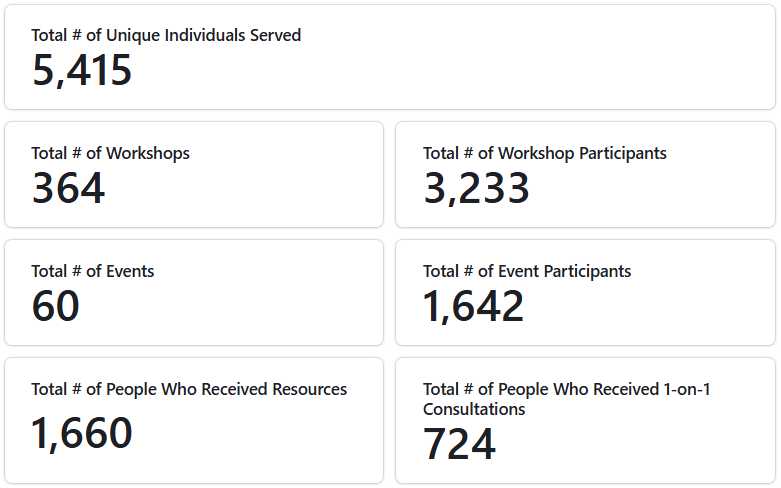 Total # of Unique Individuals Served
5,415
Total # of Workshops
364
Total # of Workshop Participants
3,233
Total # of Events
60
Total # of Event Participants
1,642
Total # of People Who Received Resources
1,660
Total # of People Who Received 1-on-1
Consultations
724